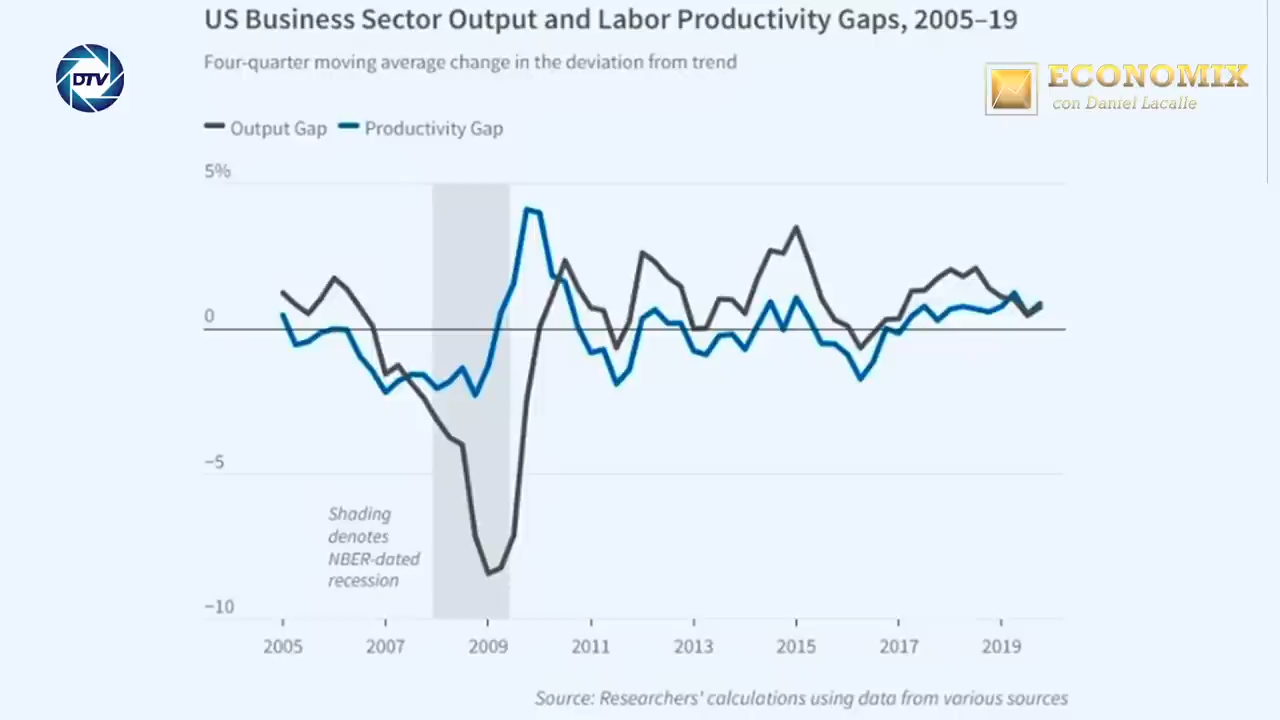 US Business Sector Output and Labor Productivity Gaps, 2005–19
Four-quarter moving average change in the deviation from trend
DTV
ECONOMIX
con Daniel Lacalle
Output Gap Productivity Gap
5%
0
−5
−10
Shading
denotes
NBER-dated
recession
2005 2007 2009 2011 2013 2015 2017 2019
Source: Researchers' calculations using data from various sources